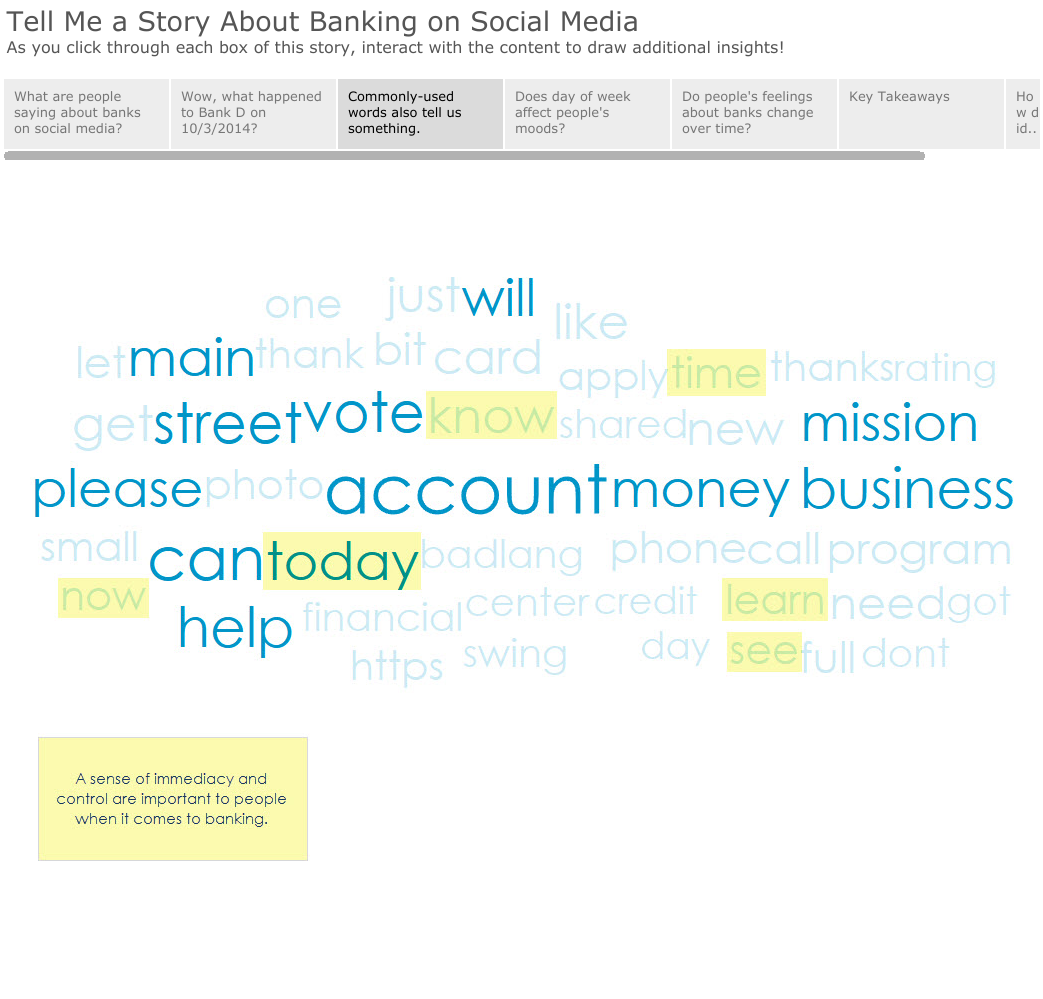 Tell Me a Story About Banking on Social Media
As you click through each box of this story, interact with the content to draw additional insights!
What are people
saying about banks
on social media?
Wow, what happened
to Bank D on
10/3/2014?
Commonly-used
words also tell us
something.
Does day of week
affect people's
moods?
Do people's feelings
about banks change
over time?
Key Takeaways
Ho
w d
id..
one just will like
let main thank bit card apply time thanks rating
get street vote know shared new mission
please photo account money business
small can today badlang phone call program
now help financial center credit learn need got
https swing day see full dont
A sense of immediacy and
control are important to people
when it comes to banking.